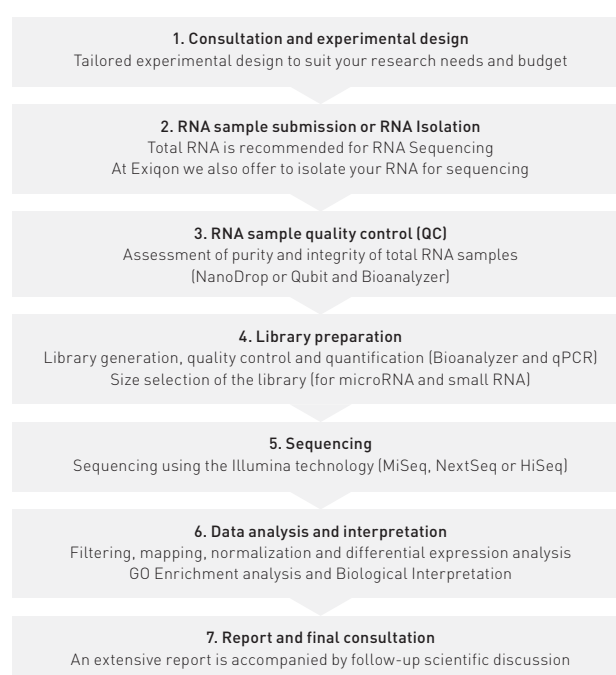 1. Consultation and experimental design
Tailored experimental design to suit your research needs and budget
2. RNA sample submission or RNA Isolation
Total RNA is recommended for RNA Sequencing
At Exiqon we also offer to isolate your RNA for sequencing
3. RNA sample quality control (QC)
Assessment of purity and integrity of total RNA samples
(NanoDrop or Qubit and Bioanalyzer)
4. Library preparation
Library generation, quality control and quantification (Bioanalyzer and qPCR)
Size selection of the library (for microRNA and small RNA)
5. Sequencing
Sequencing using the Illumina technology (MiSeq, NextSeq or HiSeq)
6. Data analysis and interpretation
Filtering, mapping, normalization and differential expression analysis
GO Enrichment analysis and Biological Interpretation
7. Report and final consultation
An extensive report is accompanied by follow-up scientific discussion